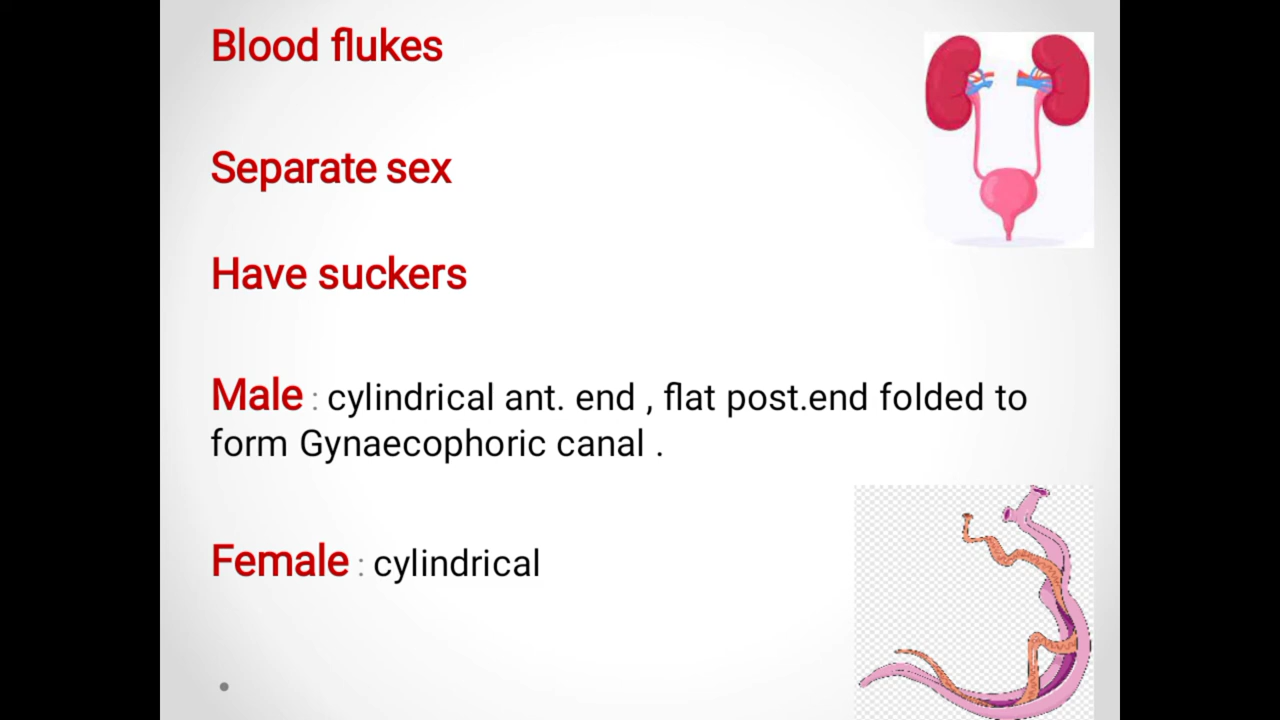 Blood flukes
Separate sex
Have suckers
Male : cylindrical ant. end , flat post.end folded to
form Gynaecophoric canal .
Female : cylindrical